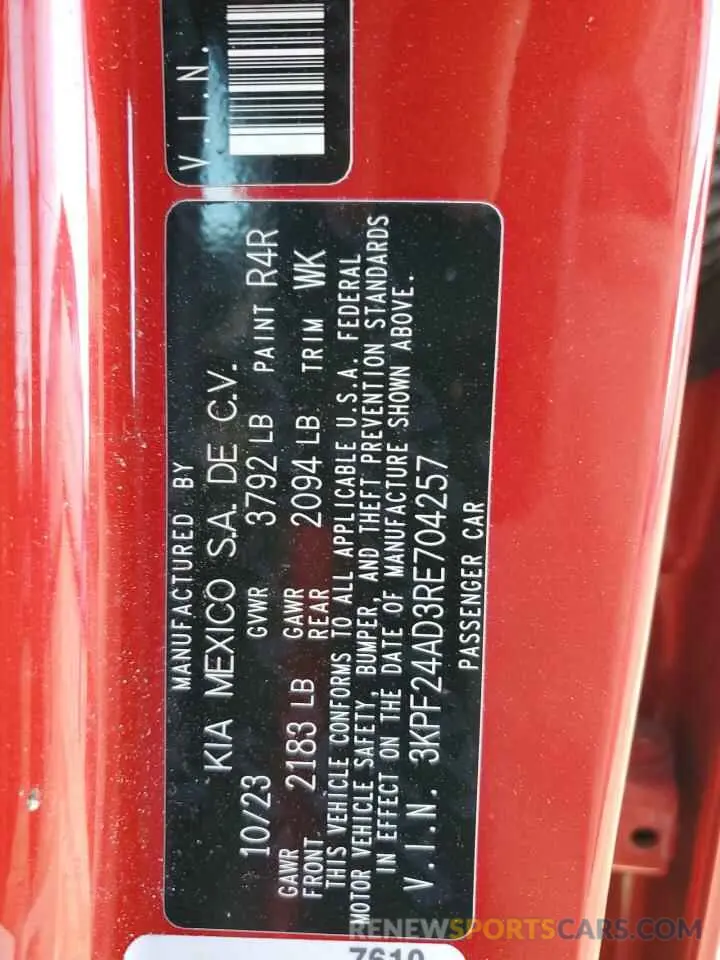 V.I.N.
MANUFACTURED BY
KIA MEXICO S.A. DE C.V.
10/23 GVWR 3792 LB PAINT R4R
GAWR FRONT 2183 LB GAWR REAR 2094 LB TRIM WK
THIS VEHICLE CONFORMS TO ALL APPLICABLE U.S.A. FEDERAL
MOTOR VEHICLE SAFETY, BUMPER, AND THEFT PREVENTION STANDARDS
IN EFFECT ON THE DATE OF MANUFACTURE SHOWN ABOVE.
V.I.N. 3KPF24AD3RE704257
PASSENGER CAR
7610
RENEWSPORTSCARS.COM